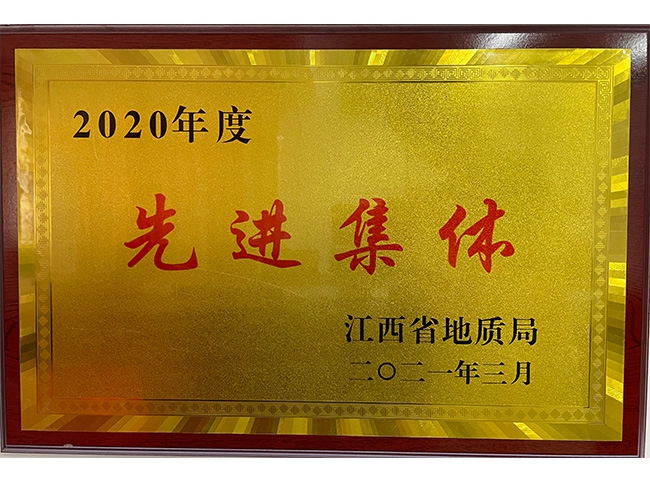 2020年度
先进集体
江西省地质局
二〇二一年三月